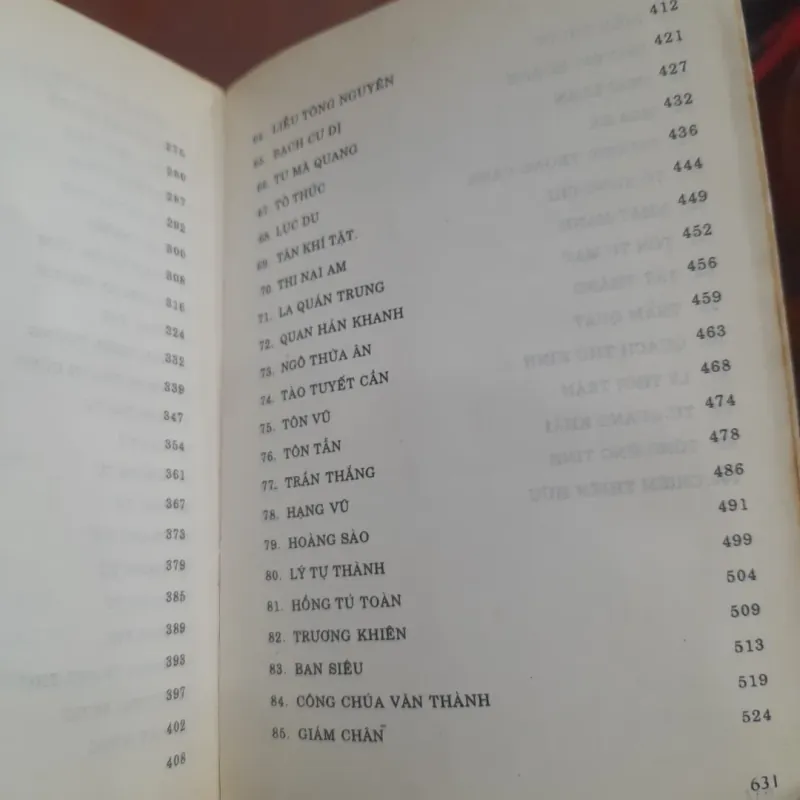 275
280
287
292
300
308
316
324
332
339
347
354
361
367
373
379
385
389
393
397
402
408
64. LIỄU TÔNG NGUYÊN 412
65. BẠCH CƯ DỊ 421
66. TƯ MÃ QUANG 427
67. TÔ THỨC 432
68. LỤC DU 436
69. TÂN KHÍ TẬT. 444
70. THI NẠI AM 449
71. LA QUÁN TRUNG 452
72. QUAN HÁN KHANH 456
73. NGÔ THỪA ÂN 459
74. TÀO TUYẾT CẦN 463
75. TÔN VŨ 468
76. TÔN TẪN 474
77. TRẦN THẮNG 478
78. HẠNG VŨ 486
79. HOÀNG SÀO 491
80. LÝ TỰ THÀNH 499
81. HỒNG TÚ TOÀN 504
82. TRƯƠNG KHIÊN 509
83. BAN SIÊU 513
84. CÔNG CHÚA VĂN THÀNH 519
85. GIÁM CHÂN 524
631